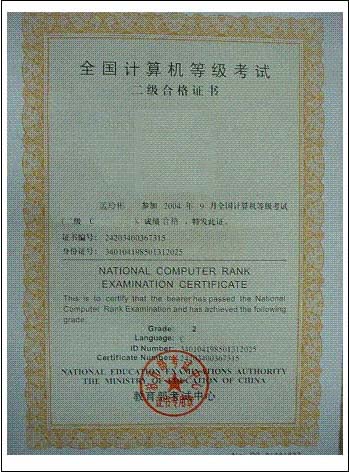 全国计算机等级考试
二级合格证书
参加 2004 年 9 月全国计算机等级考试
(二级 C ), 成绩合格, 特发此证。
证书编号: 24203400367315
身份证号: 340104198501312025
NATIONAL COMPUTER RANK
EXAMINATION CERTIFICATE
This is to certify that the bearer has passed the National
Computer Rank Examination and has achieved the following
grade.
Grade: 2
Language: C
ID Number: 340104198501312025
Certificate Number: 24203400367315
NATIONAL EDUCATION EXAMINATIONS AUTHORITY
THE MINISTRY OF EDUCATION OF CHINA
教育部考试中心
证书专用章